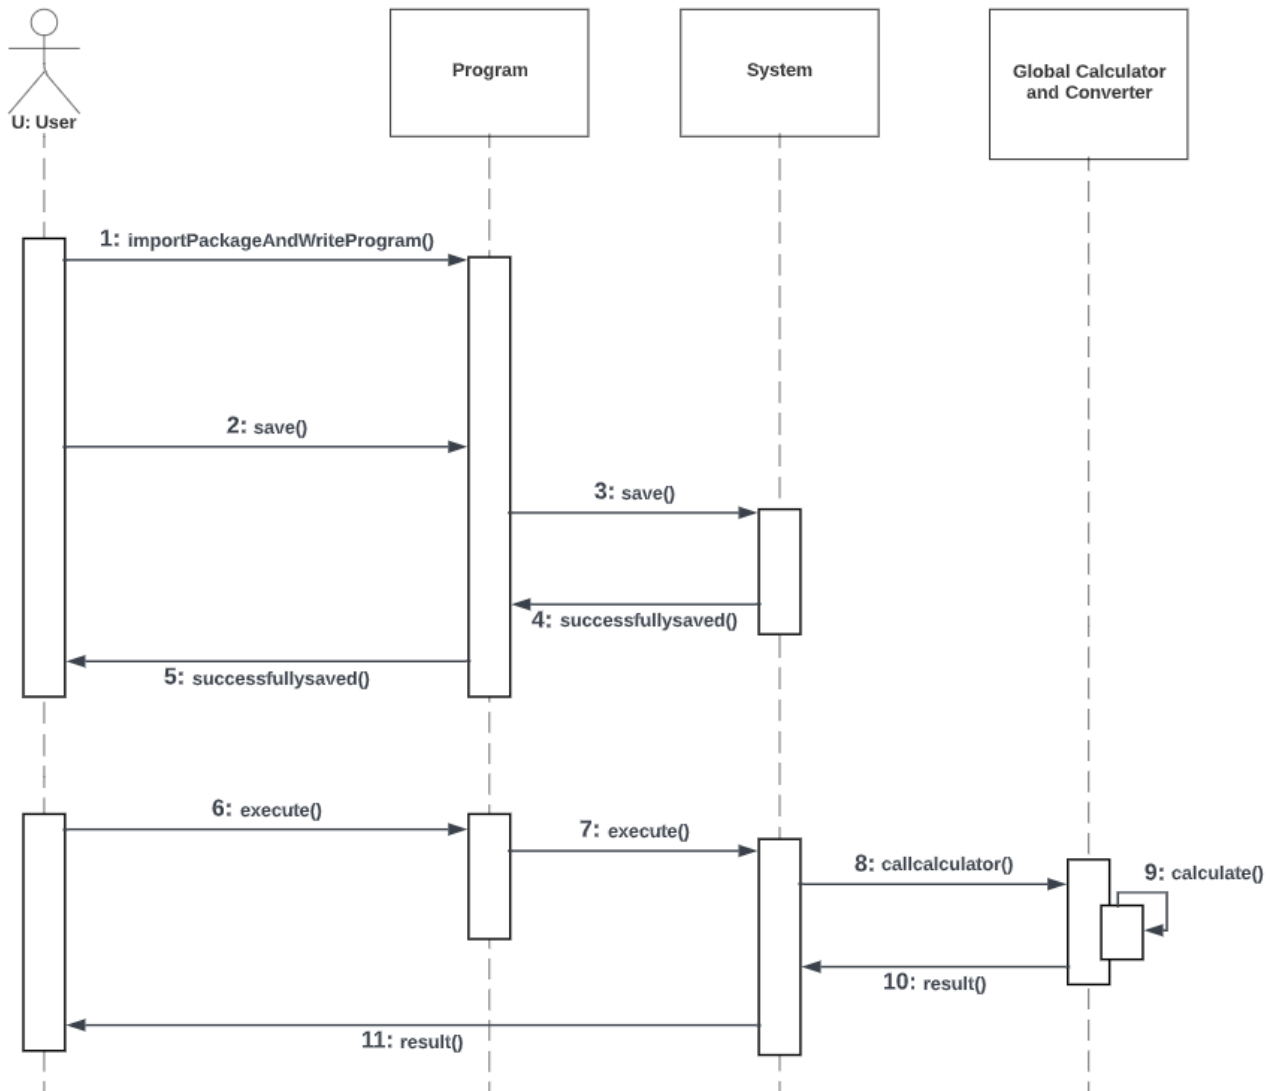 U: User
Program
System
Global Calculator
and Converter
1: importPackageAndWriteProgram()
2: save()
3: save()
4: successfullysaved()
5: successfullysaved()
6: execute()
7: execute()
8: callcalculator()
9: calculate()
10: result()
11: result()